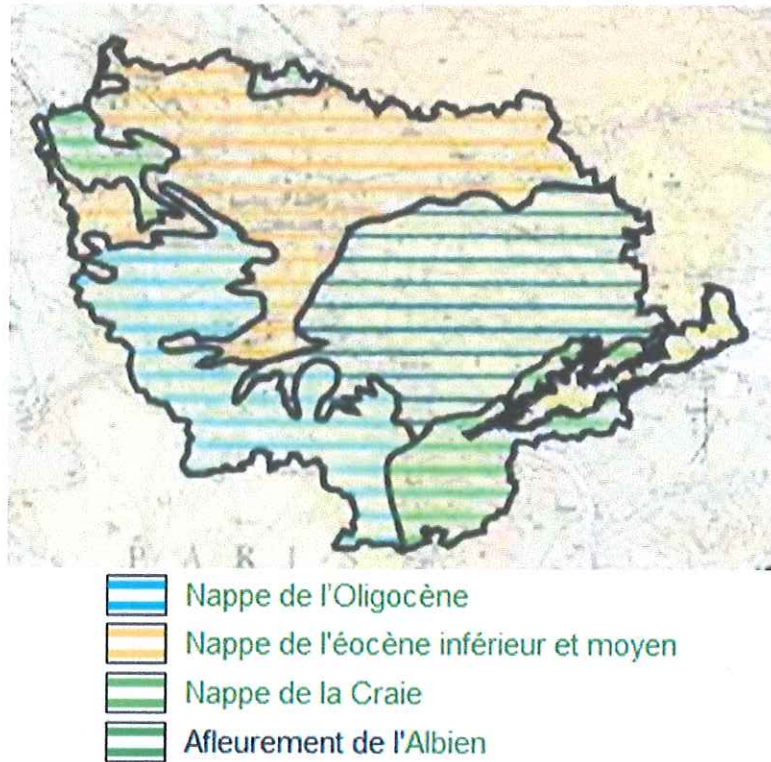 P A R I S
Nappe de l'Oligocène
Nappe de l'éocène inférieur et moyen
Nappe de la Craie
Afleurement de l'Albien